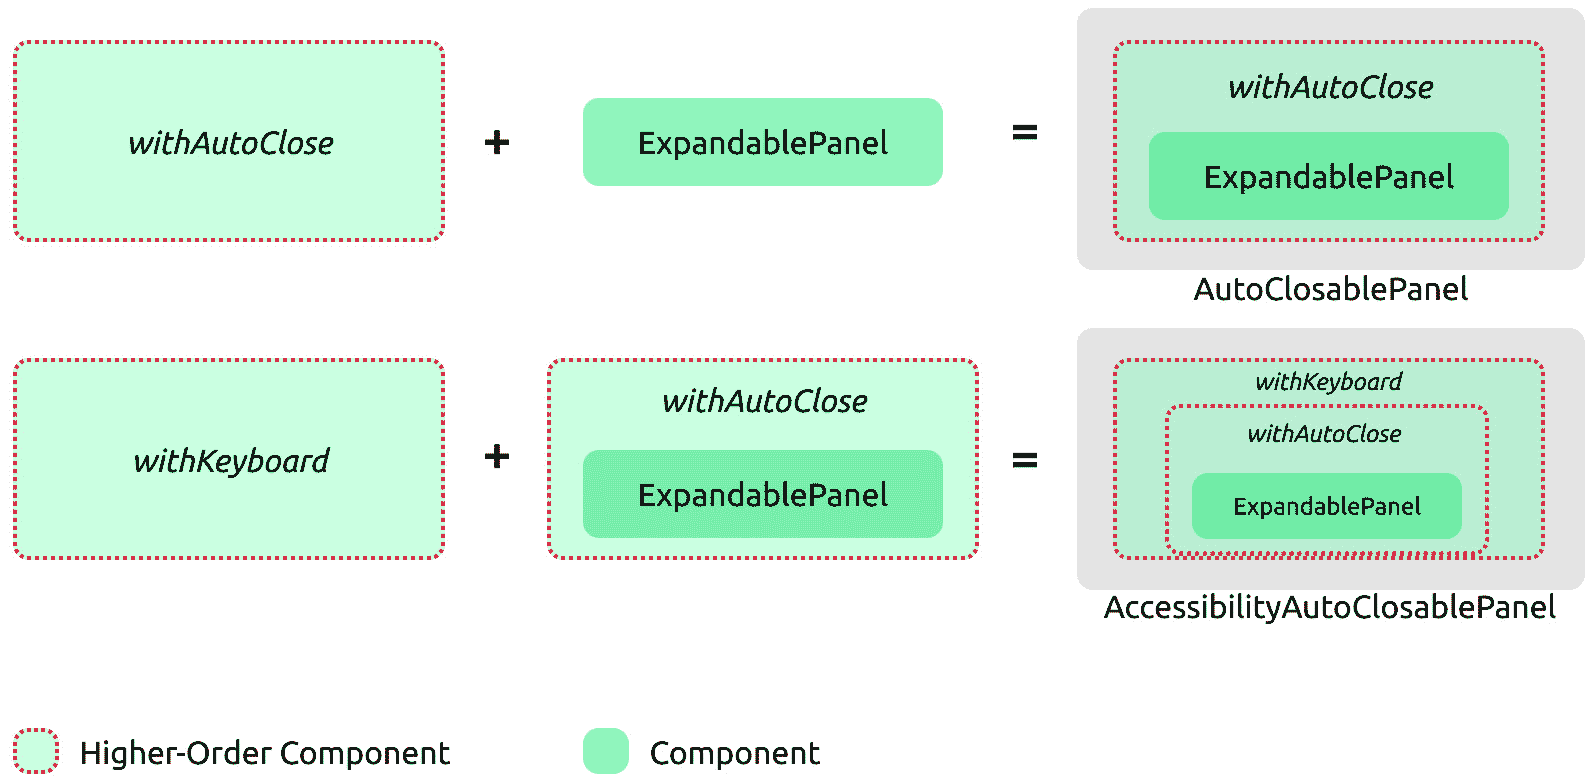 withAutoClose
+
ExpandablePanel
=
withAutoClose
ExpandablePanel
AutoClosablePanel
withKeyboard
+
withAutoClose
ExpandablePanel
=
withKeyboard
withAutoClose
ExpandablePanel
AccessibilityAutoClosablePanel
Higher-Order Component
Component